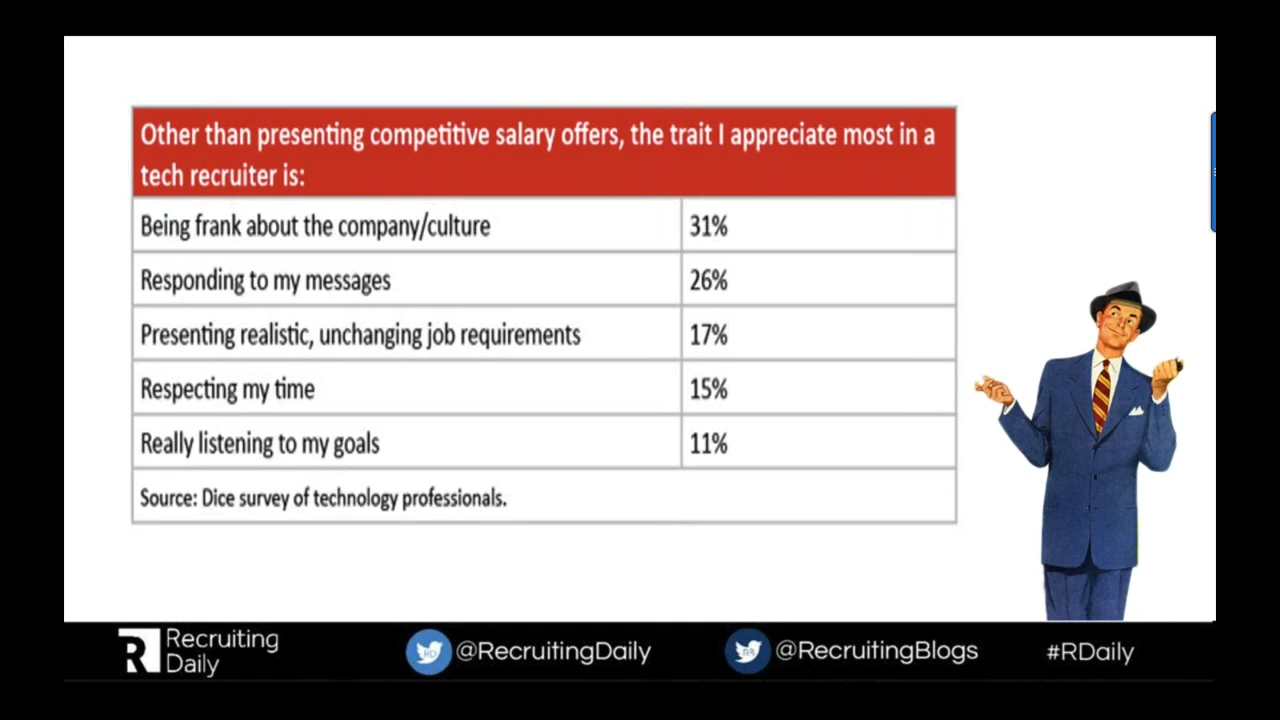 Other than presenting competitive salary offers, the trait I appreciate most in a
tech recruiter is:
Being frank about the company/culture 31%
Responding to my messages 26%
Presenting realistic, unchanging job requirements 17%
Respecting my time 15%
Really listening to my goals 11%
Source: Dice survey of technology professionals.
R Recruiting
Daily
@RecruitingDaily
@RecruitingBlogs
#RDaily